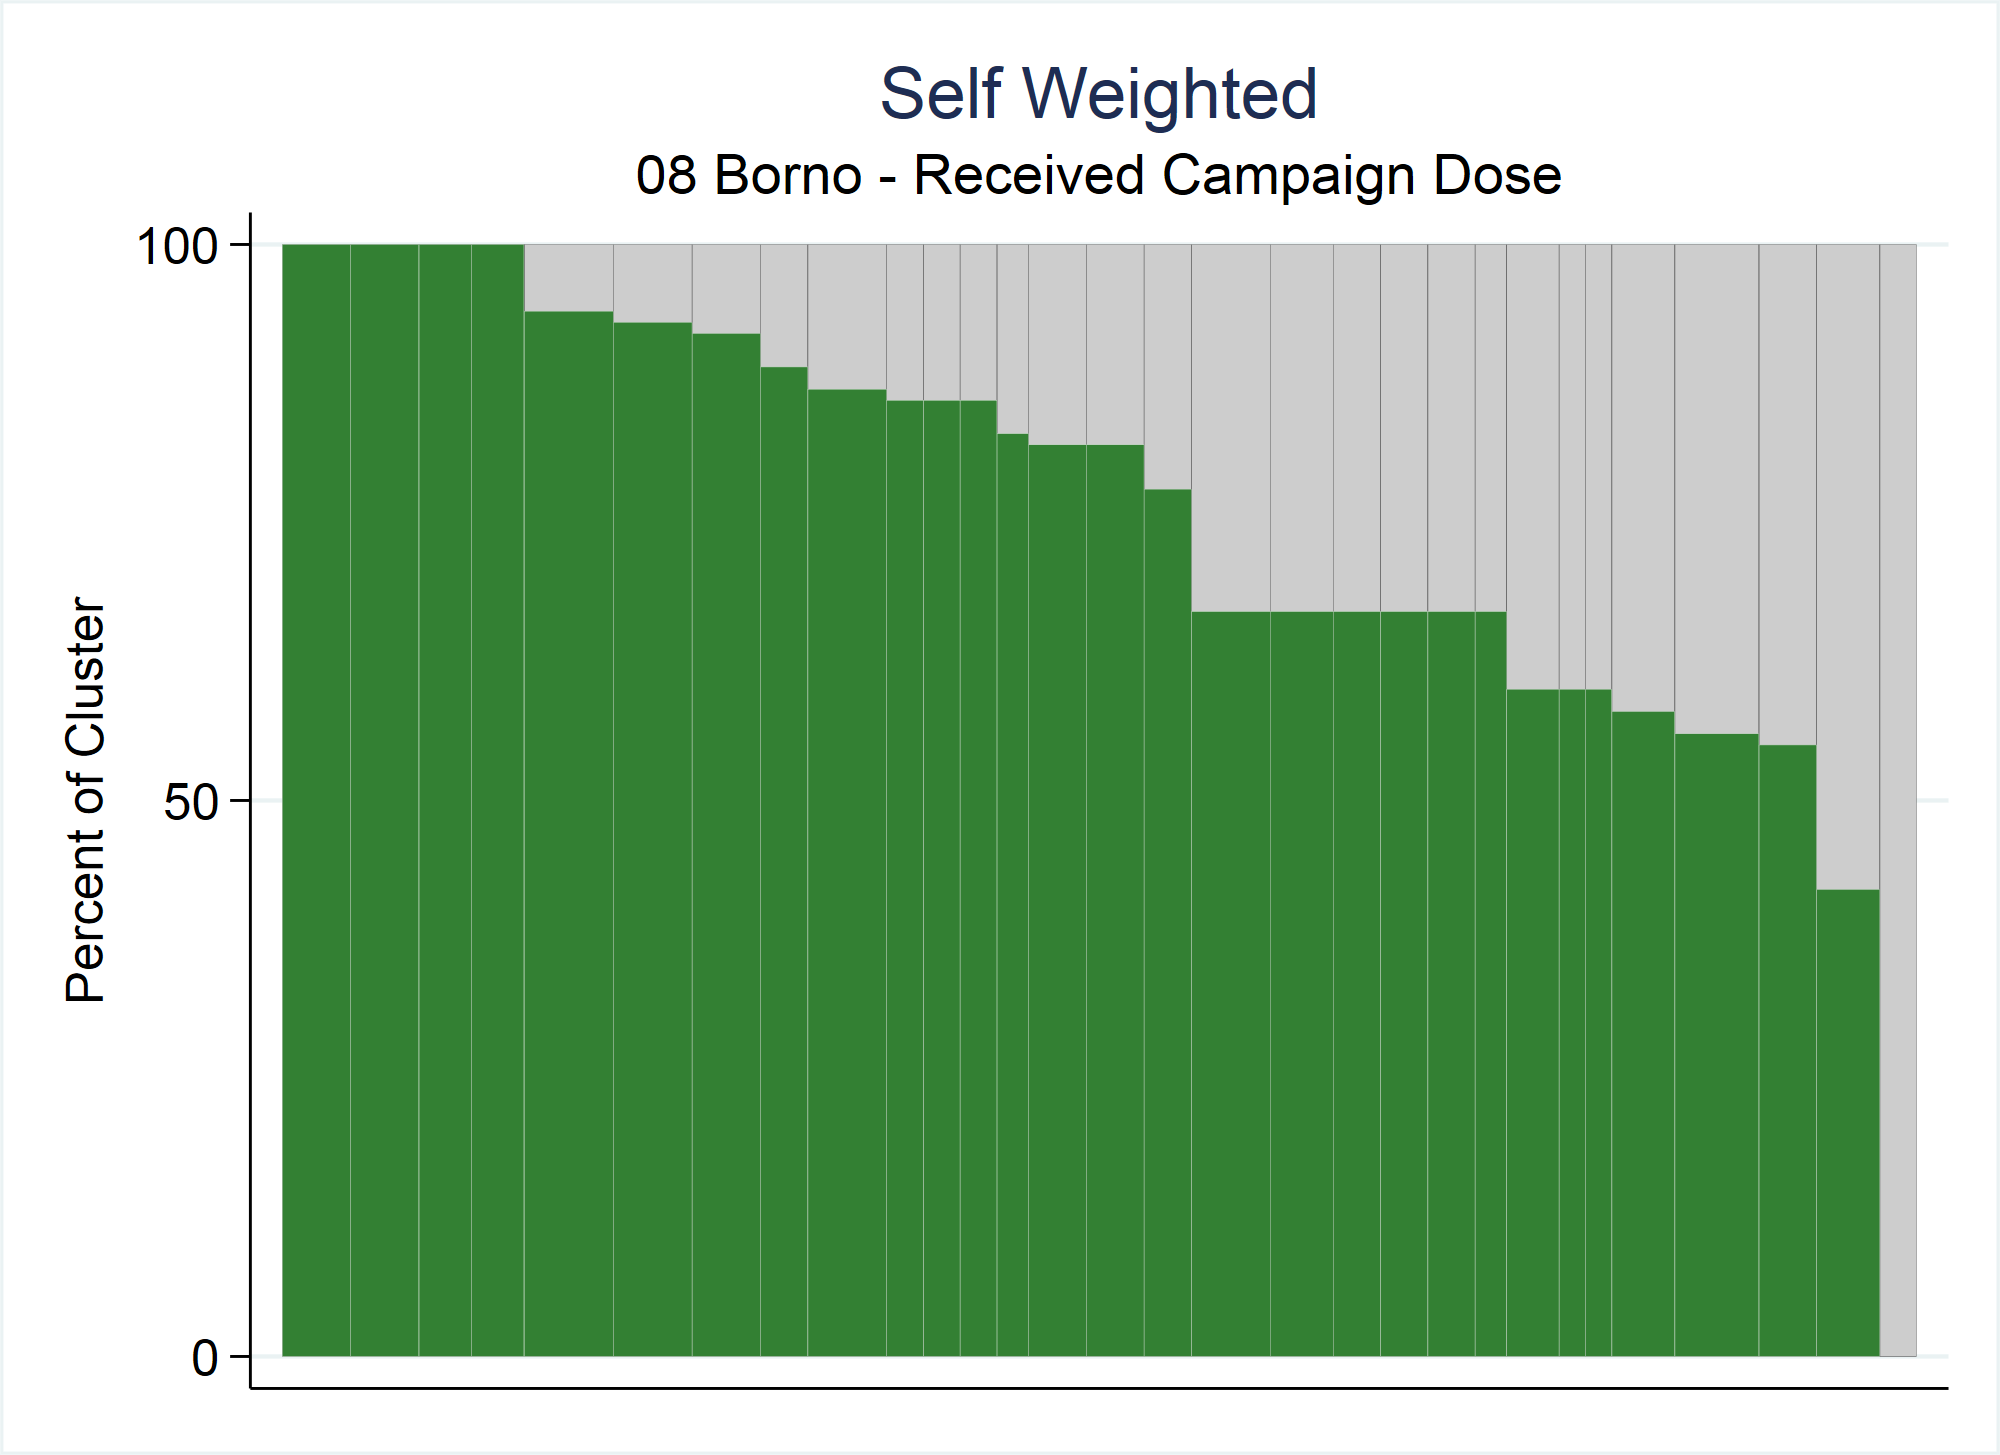 Self Weighted
08 Borno - Received Campaign Dose
Percent of Cluster
100
50
0